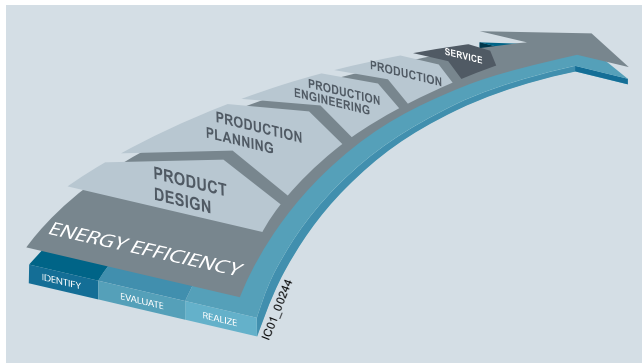 SERVICE
PRODUCTION
PRODUCTION
ENGINEERING
PRODUCTION
PLANNING
PRODUCT
DESIGN
ENERGY EFFICIENCY
IDENTIFY
EVALUATE
REALIZE
IC01_00244